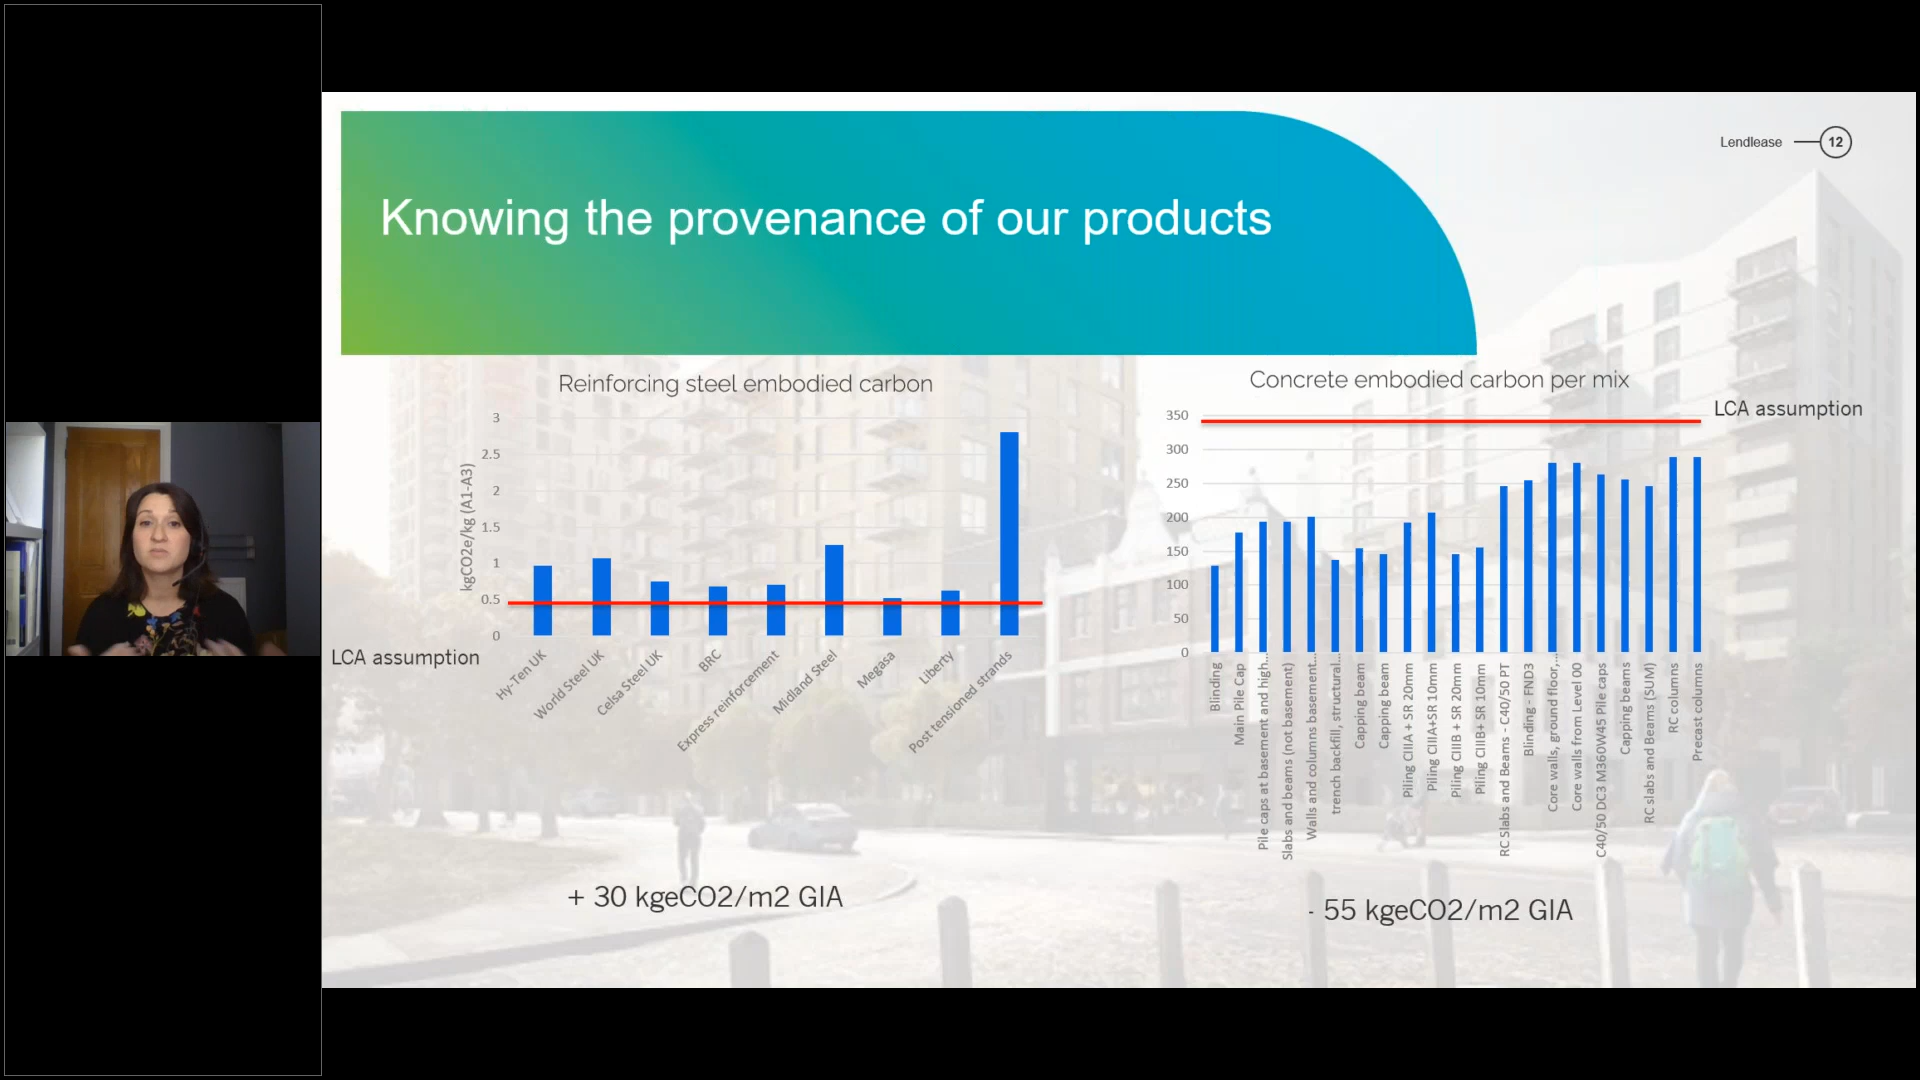 Lendlease
12
Knowing the provenance of our products
Reinforcing steel embodied carbon
3
2.5
2
1.5
1
0.5
0
kgCO2e/kg (A1-A3)
LCA assumption
Hy-Ten UK
World Steel UK
Celsa Steel UK
BRC
Express reinforcement
Midland Steel
Megasa
Liberty
Post tensioned strands
+ 30 kgeCO2/m2 GIA
Concrete embodied carbon per mix
LCA assumption
350
300
250
200
150
100
50
0
Blinding
Main Pile Cap
Pile caps at basement and high...
Slabs and beams (not basement)
Walls and columns basement...
trench backfill, structural...
Capping beam
Capping beam
Piling CIIIA + SR 20mm
Piling CIIIA+SR 10mm
Piling CIIIB + SR 20mm
Piling CIIIB+ SR 10mm
RC Slabs and Beams - C40/50 PT
Blinding - FND3
Core walls, ground floor,...
Core walls from Level 00
C40/50 DC3 M360W45 Pile caps
Capping beams
RC slabs and Beams (SUM)
RC columns
Precast columns
- 55 kgeCO2/m2 GIA